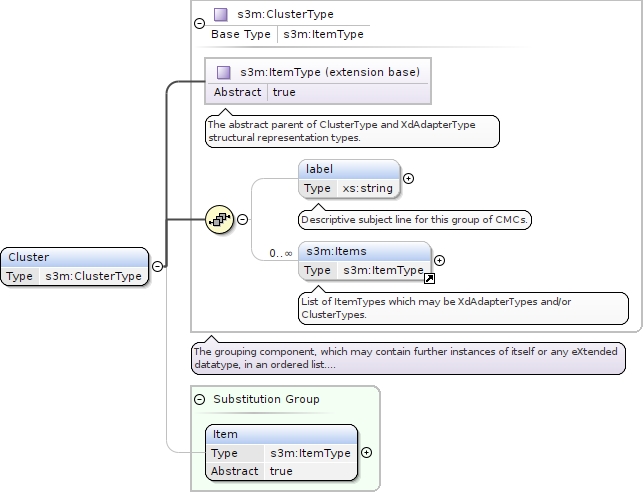 s3m:ClusterType
Base Type s3m:ItemType
s3m:ItemType (extension base)
Abstract true
The abstract parent of ClusterType and XdAdapterType
structural representation types.
label
Type xs:string
Descriptive subject line for this group of CMCs.
0..∞
s3m:Items
Type s3m:ItemType
List of ItemTypes which may be XdAdapterTypes and/or
ClusterTypes.
Cluster
Type s3m:ClusterType
The grouping component, which may contain further instances of itself or any eXtended
datatype, in an ordered list....
Substitution Group
Item
Type s3m:ItemType
Abstract true